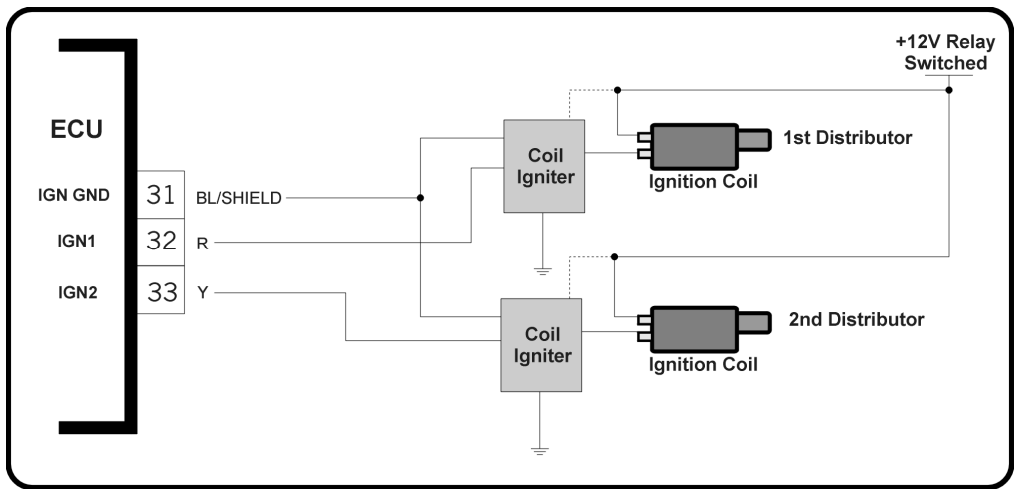 +12V Relay
Switched
ECU
Coil
Igniter
1st Distributor
Ignition Coil
IGN GND 31 BL/SHIELD
IGN1 32 R
IGN2 33 Y
Coil
Igniter
2nd Distributor
Ignition Coil